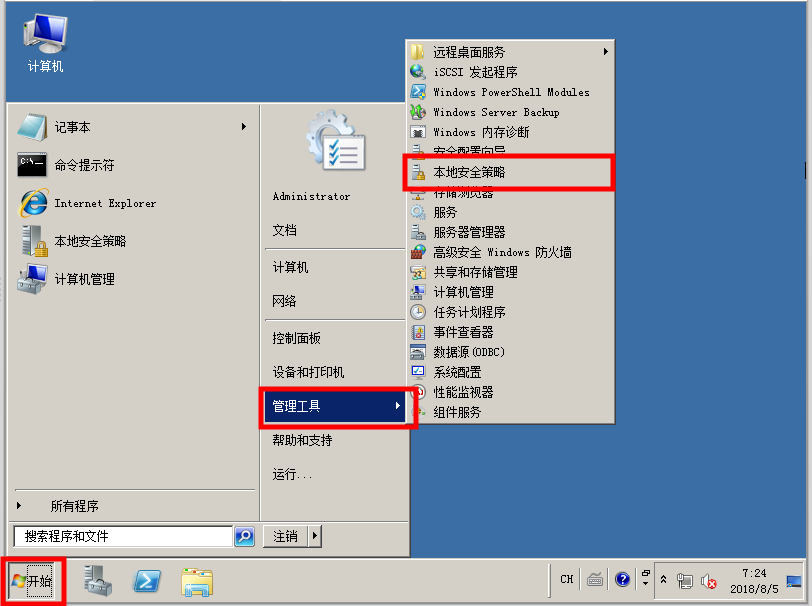 计算机
记事本
命令提示符
C:\_
Internet Explorer
本地安全策略
计算机管理
所有程序
搜索程序和文件
Administrator
文档
计算机
网络
控制面板
设备和打印机
管理工具
帮助和支持
运行...
注销
远程桌面服务
iSCSI 发起程序
Windows PowerShell Modules
Windows Server Backup
Windows 内存诊断
安全配置向导
本地安全策略
存储浏览器
服务
服务器管理器
高级安全 Windows 防火墙
共享和存储管理
计算机管理
任务计划程序
事件查看器
数据源(ODBC)
系统配置
性能监视器
组件服务
开始
CH
7:24
2018/8/5